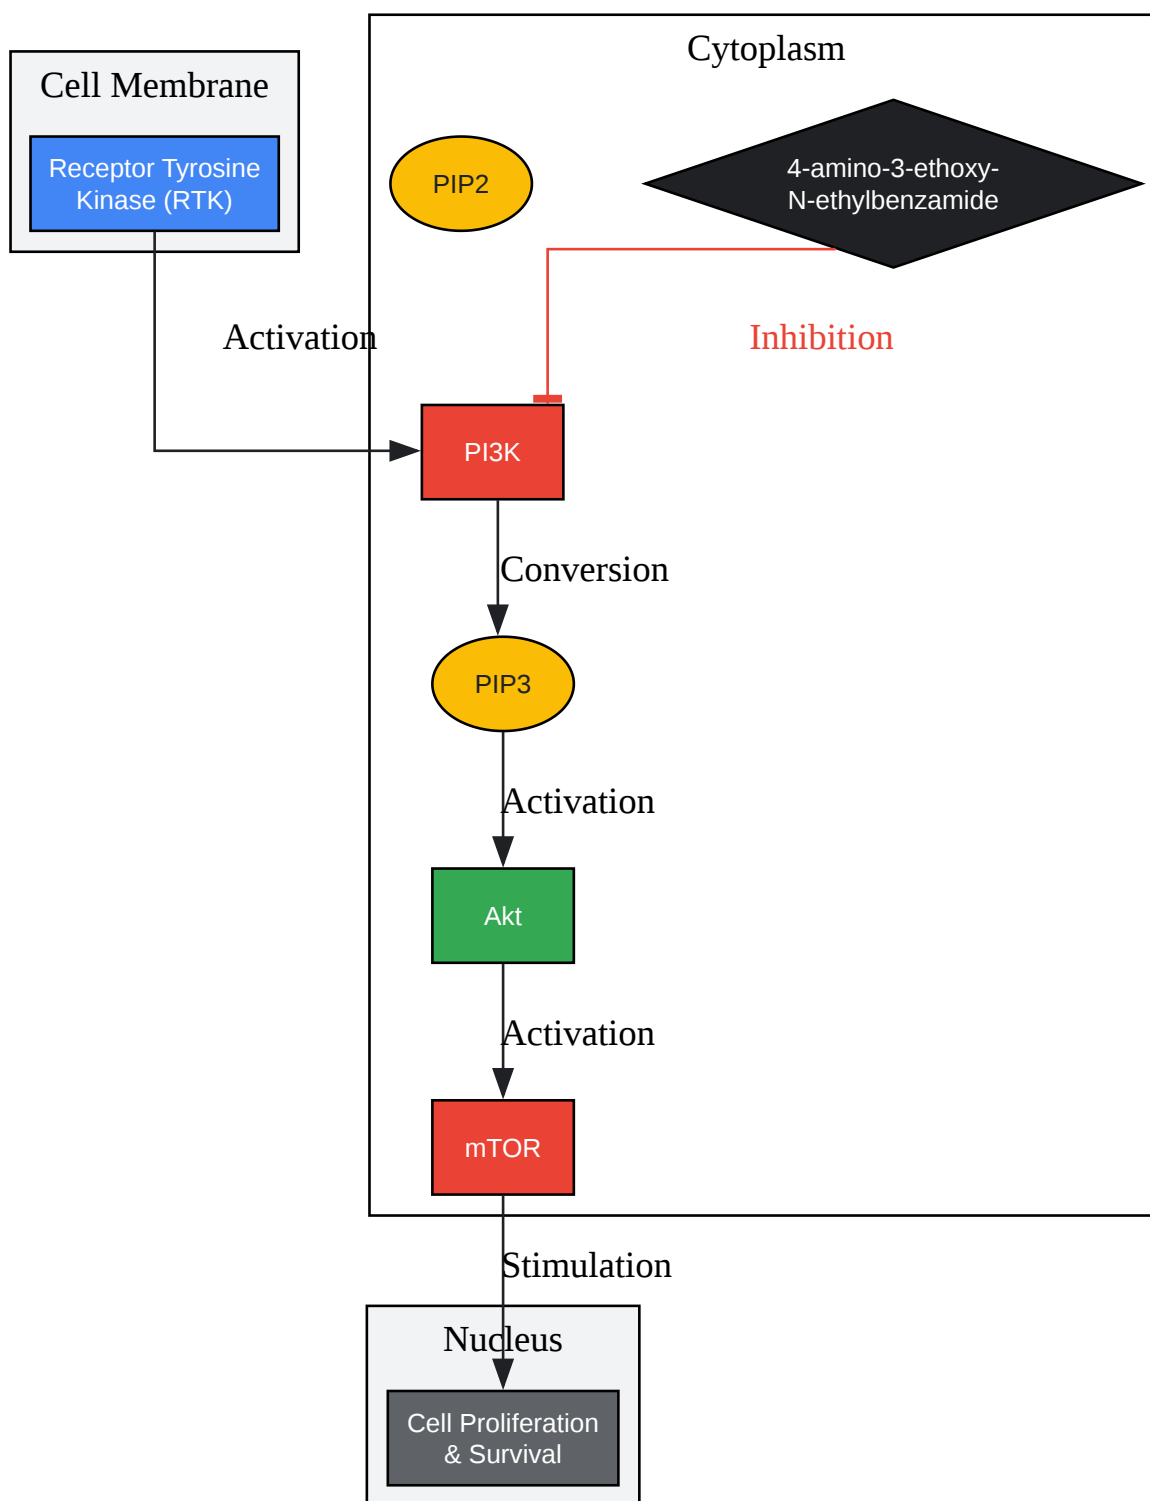 Cytoplasm
Cell Membrane
Receptor Tyrosine
Kinase (RTK)
PIP2
4-amino-3-ethoxy-
N-ethylbenzamide
Activation
Inhibition
PI3K
Conversion
PIP3
Activation
Akt
Activation
mTOR
Stimulation
Nucleus
Cell Proliferation
& Survival